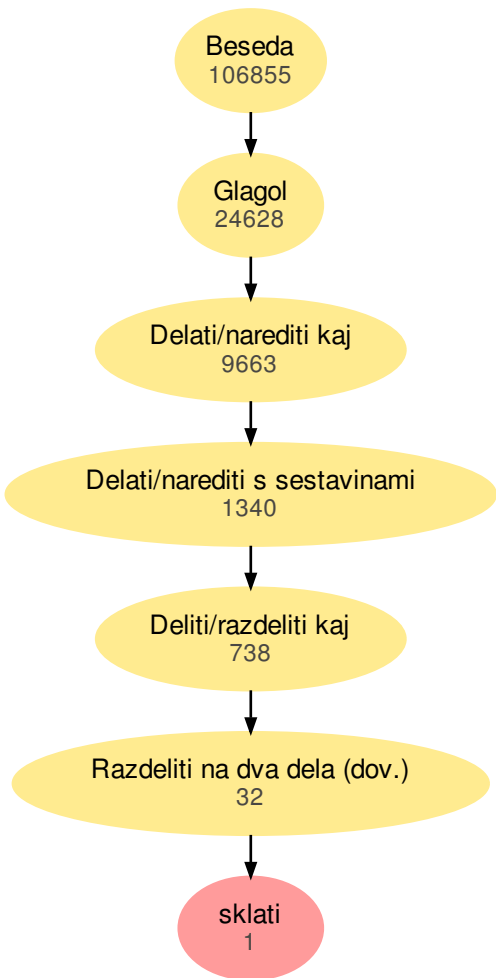 Beseda
106855
Glagol
24628
Delati/narediti kaj
9663
Delati/narediti s sestavinami
1340
Deliti/razdeliti kaj
738
Razdeliti na dva dela (dov.)
32
sklati
1